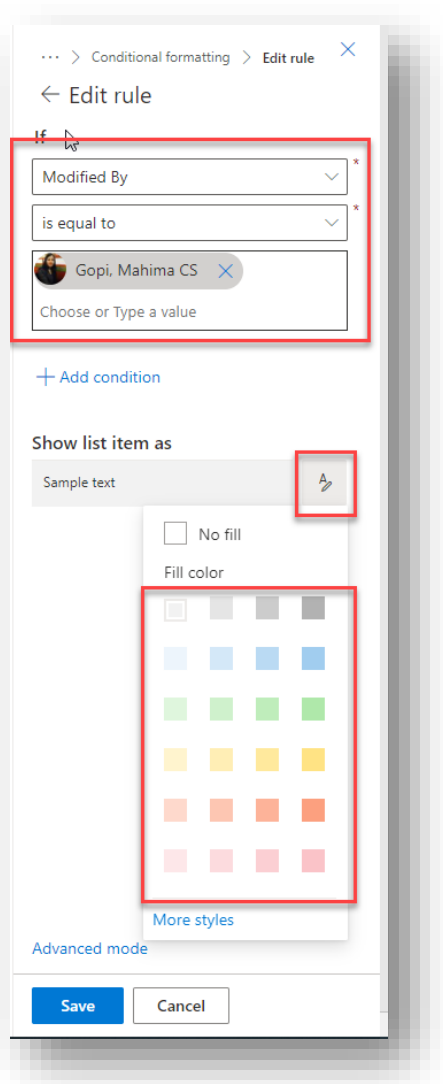 ··· > Conditional formatting > Edit rule
Edit rule
If
Modified By
*
is equal to
*
Gopi, Mahima CS
Choose or Type a value
+ Add condition
Show list item as
Sample text
No fill
Fill color
More styles
Advanced mode
Save
Cancel